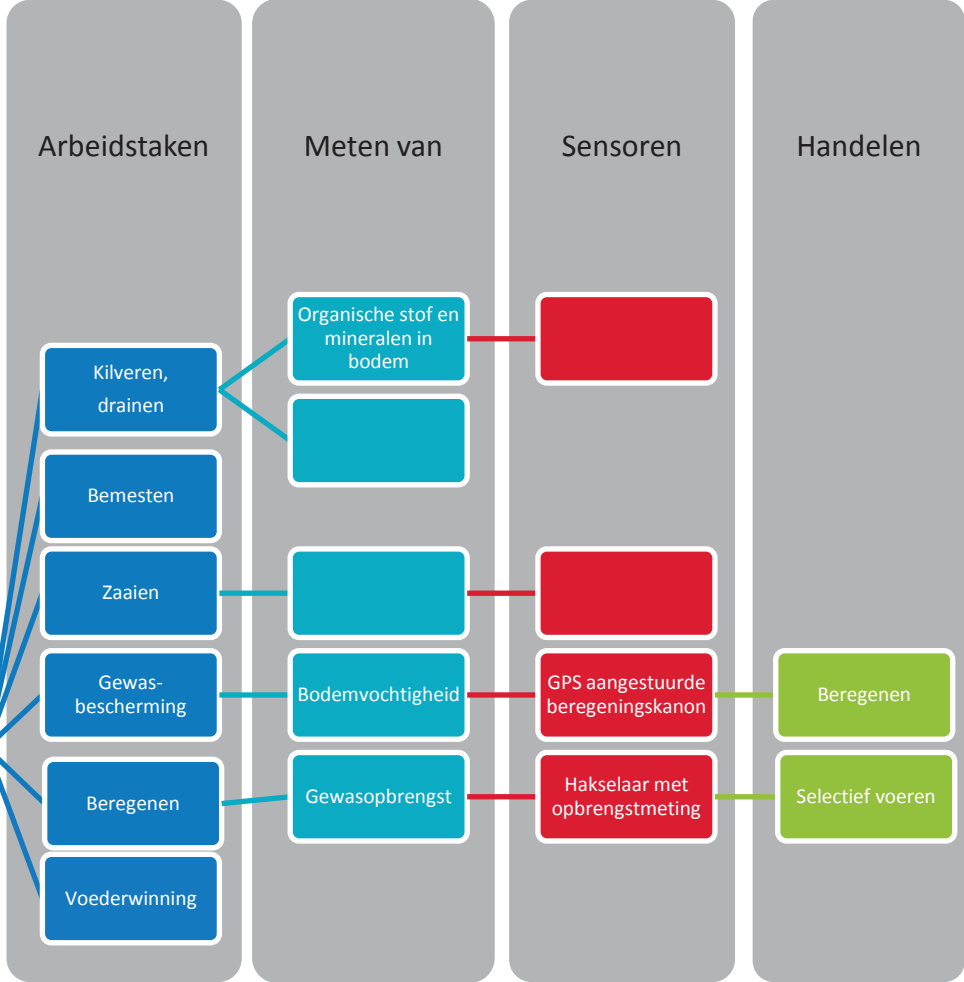 Arbeidstaken
Meten van
Sensoren
Handelen
Organische stof en
mineralen in
bodem
Kilveren,
drainen
Bemesten
Zaaien
Gewas-
bescherming
Bodemvochtigheid
GPS aangestuurde
beregeningskanon
Beregenen
Beregenen
Gewasopbrengst
Hakselaar met
opbrengstmeting
Selectief voeren
Voederwinning